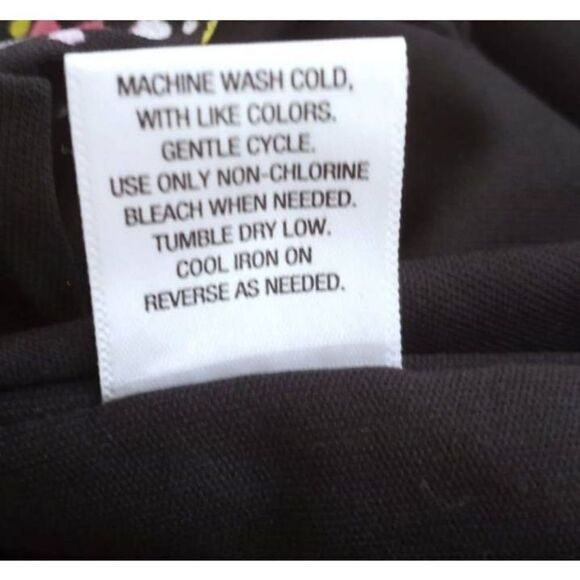 MACHINE WASH COLD,
WITH LIKE COLORS.
GENTLE CYCLE.
USE ONLY NON-CHLORINE
BLEACH WHEN NEEDED.
TUMBLE DRY LOW.
COOL IRON ON
REVERSE AS NEEDED.